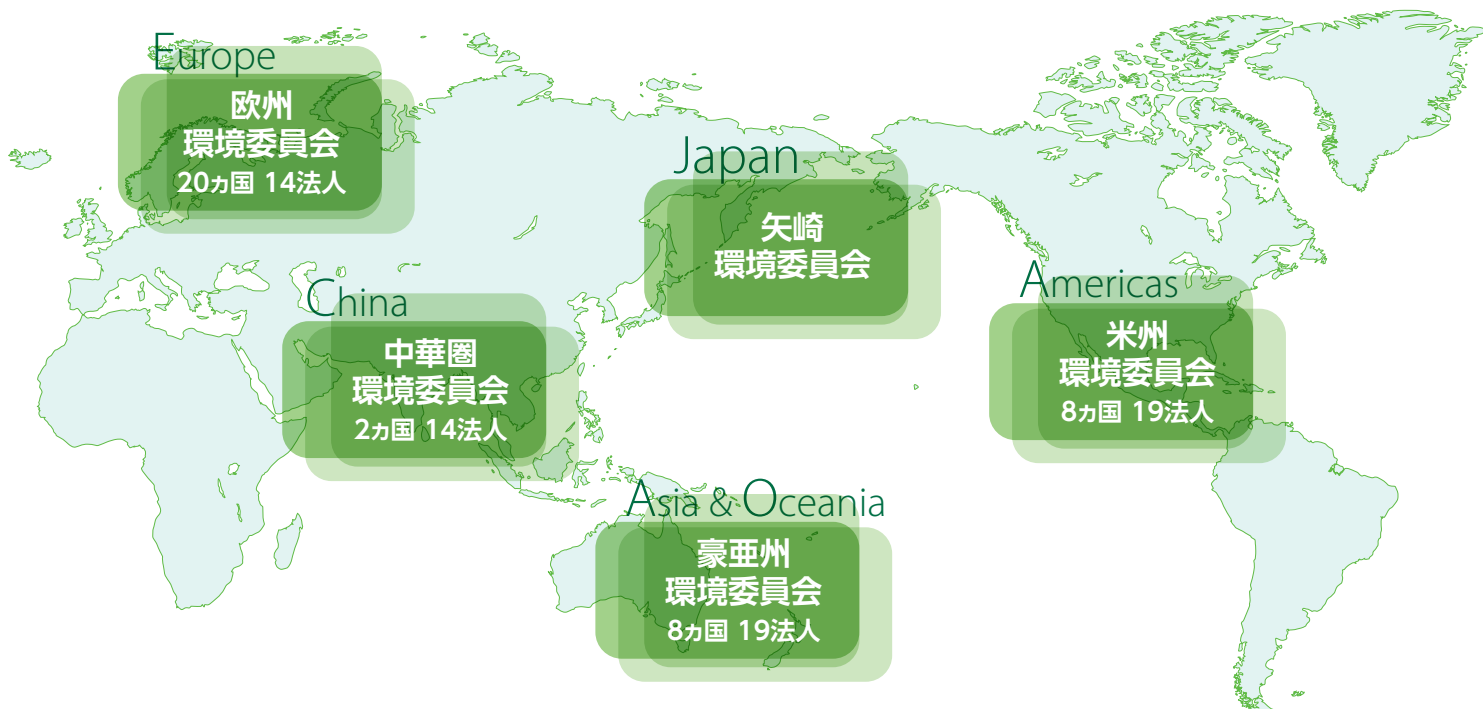 Europe
欧州
環境委員会
20ヵ国 14法人
Japan
矢崎
環境委員会
China
中華圏
環境委員会
2ヵ国 14法人
Americas
米州
環境委員会
8ヵ国 19法人
Asia & Oceania
豪亜州
環境委員会
8ヵ国 19法人